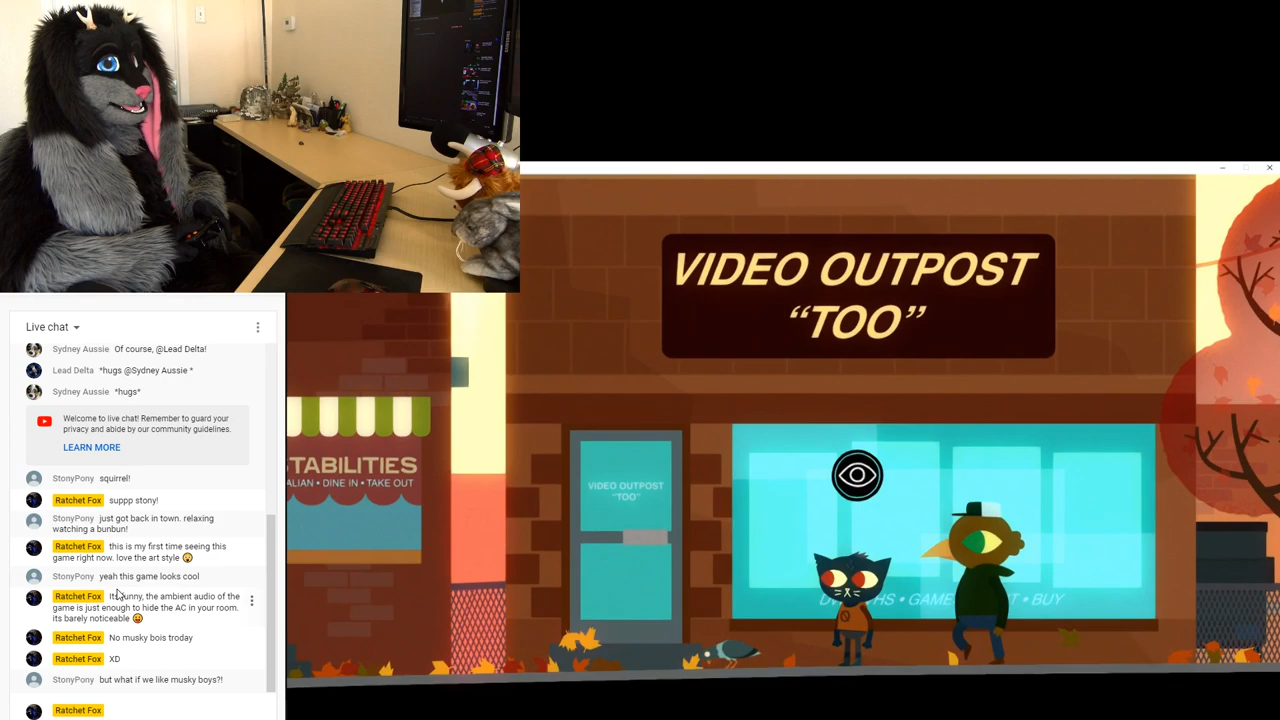 VIDEO OUTPOST
“TOO”
Live chat
Sydney Aussie Of course, @Lead Delta!
Lead Delta *hugs @Sydney Aussie *
Sydney Aussie *hugs*
Welcome to live chat! Remember to guard your
privacy and abide by our community guidelines.
LEARN MORE
StonyPony squirrel!
Ratchet Fox suppp stony!
StonyPony just got back in town. relaxing
watching a bunbun!
Ratchet Fox this is my first time seeing this
game right now. love the art style
StonyPony yeah this game looks cool
Ratchet Fox Its funny, the ambient audio of the
game is just enough to hide the AC in your room.
its barely noticeable
Ratchet Fox No musky bois troday
Ratchet Fox XD
StonyPony but what if we like musky boys?!
Ratchet Fox
TABILITIES
ALIAN • DINE IN • TAKE OUT
VIDEO OUTPOST
“TOO”
• GAME
T • BUY